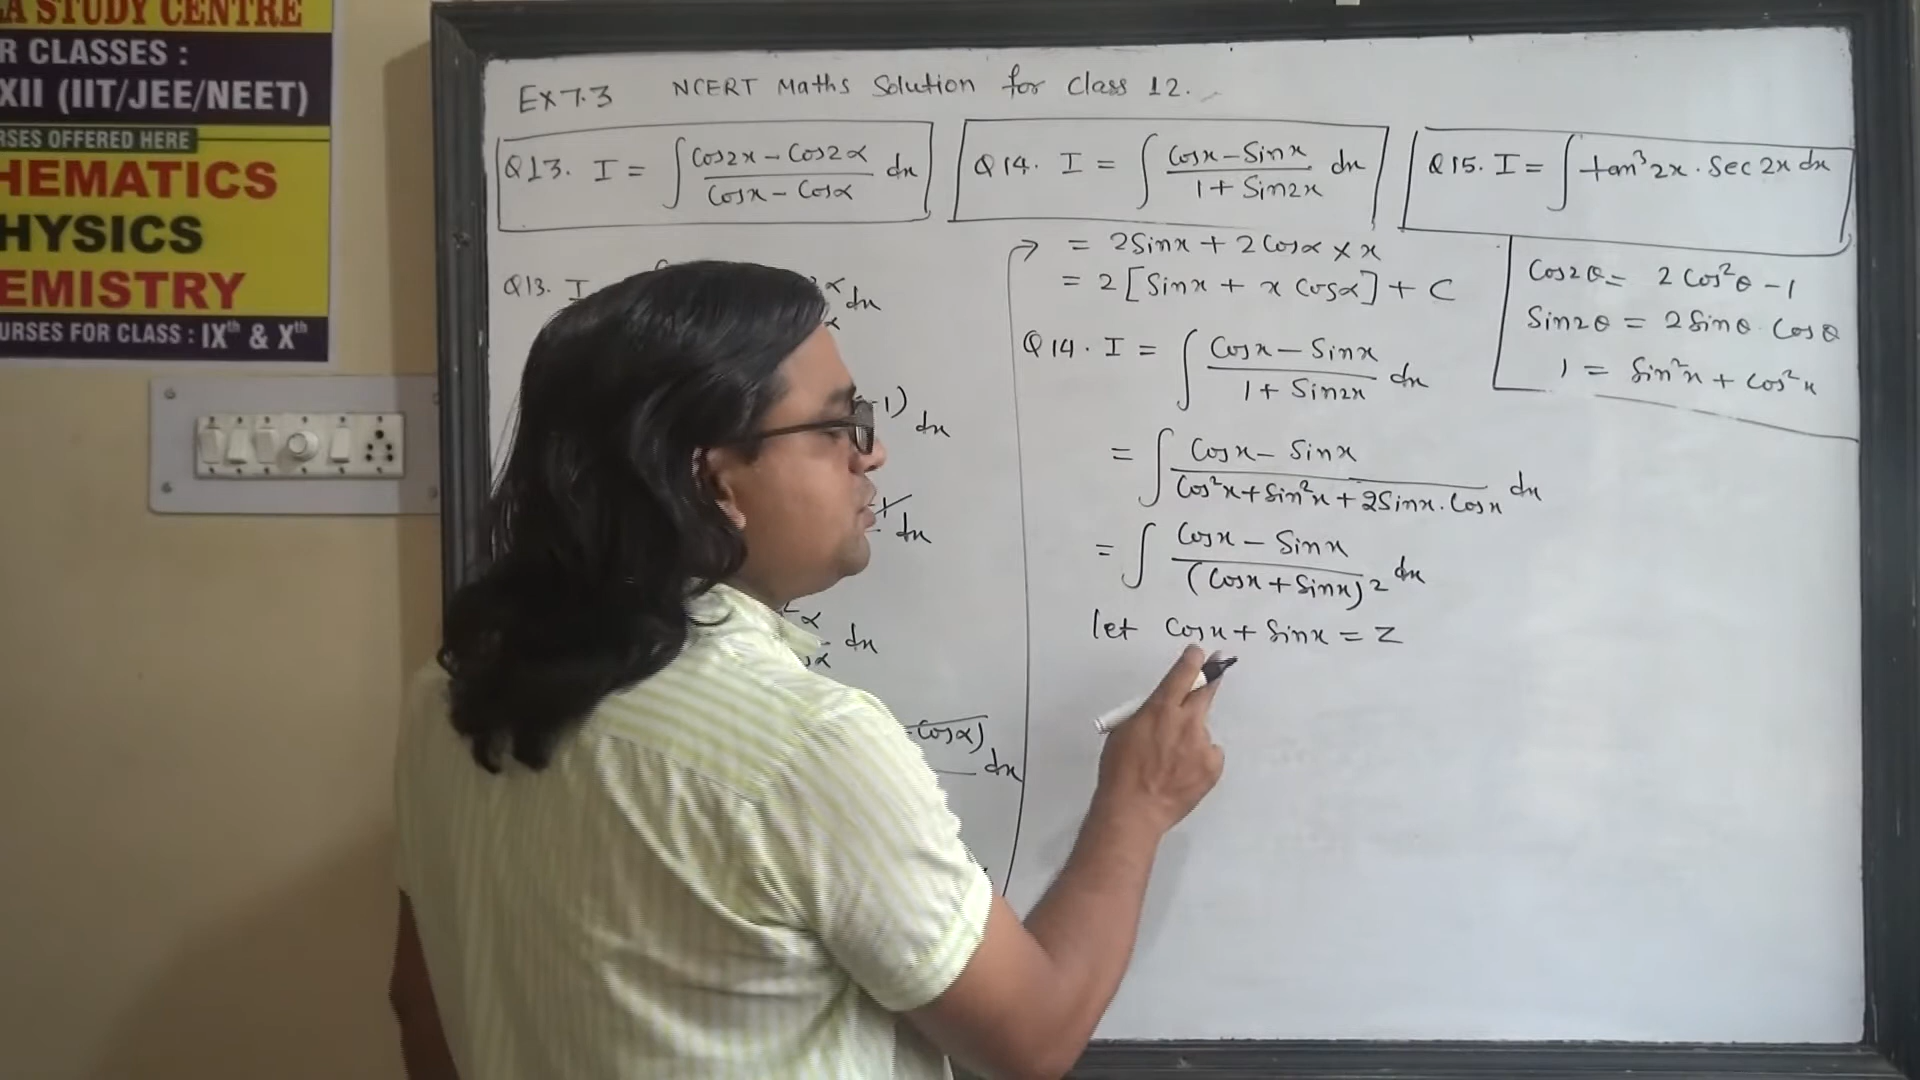 A STUDY CENTRE
R CLASSES :
XII (IIT/JEE/NEET)
RSES OFFERED HERE
HEMATICS
HYSICS
EMISTRY
URSES FOR CLASS : IXth & Xth
EX 7.3 NCERT Maths Solution for Class 12.
Q13. I = ∫ (Cos2x - Cos2α)/(Cosx - Cosα) dx
Q14. I = ∫ (Cosx - Sinx)/(1 + Sin2x) dx
Q15. I = ∫ tan³2x . Sec 2x dx
Q13. I
α dx
-1) dx
dx
α dx
-Cosα) dx
= 2Sinx + 2Cosα × x
= 2[Sinx + x Cosα] + C
Q14. I = ∫ (Cosx - Sinx)/(1 + Sin2x) dx
= ∫ (Cosx - Sinx)/(Cos²x + Sin²x + 2Sinx . Cosx) dx
= ∫ (Cosx - Sinx)/(Cosx + Sinx)² dx
let Cosx + Sinx = Z
Cos2θ = 2Cos²θ - 1
Sin2θ = 2Sinθ . Cosθ
1 = Sin²x + Cos²x